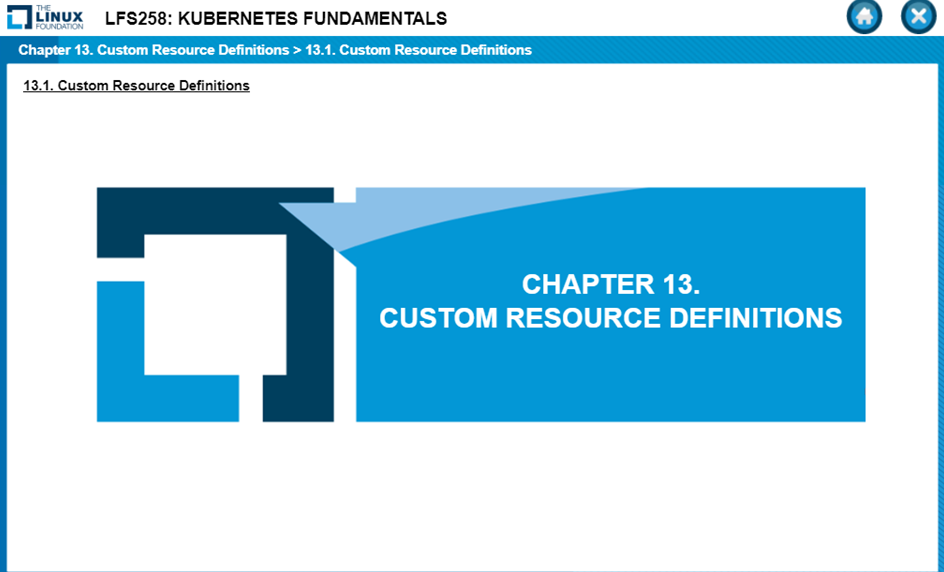 THE
LINUX
FOUNDATION
LFS258: KUBERNETES FUNDAMENTALS
Chapter 13. Custom Resource Definitions > 13.1. Custom Resource Definitions
13.1. Custom Resource Definitions
CHAPTER 13.
CUSTOM RESOURCE DEFINITIONS